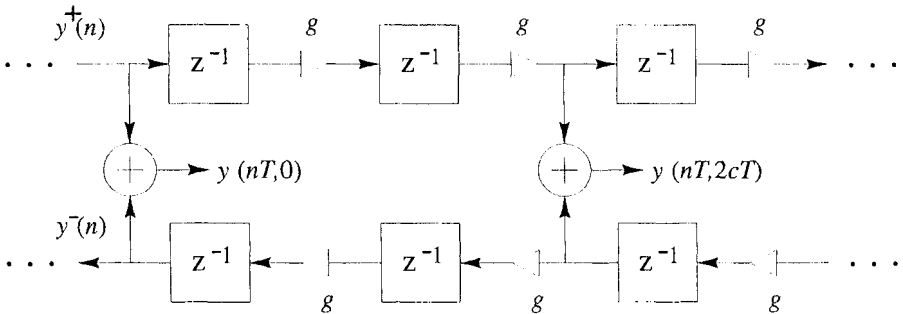 y⁺(n) g g g
· · · z⁻¹ z⁻¹ z⁻¹ · · ·
+ y (nT,0) + y (nT,2cT)
y⁻(n)
· · · z⁻¹ z⁻¹ z⁻¹ · · ·
g g g